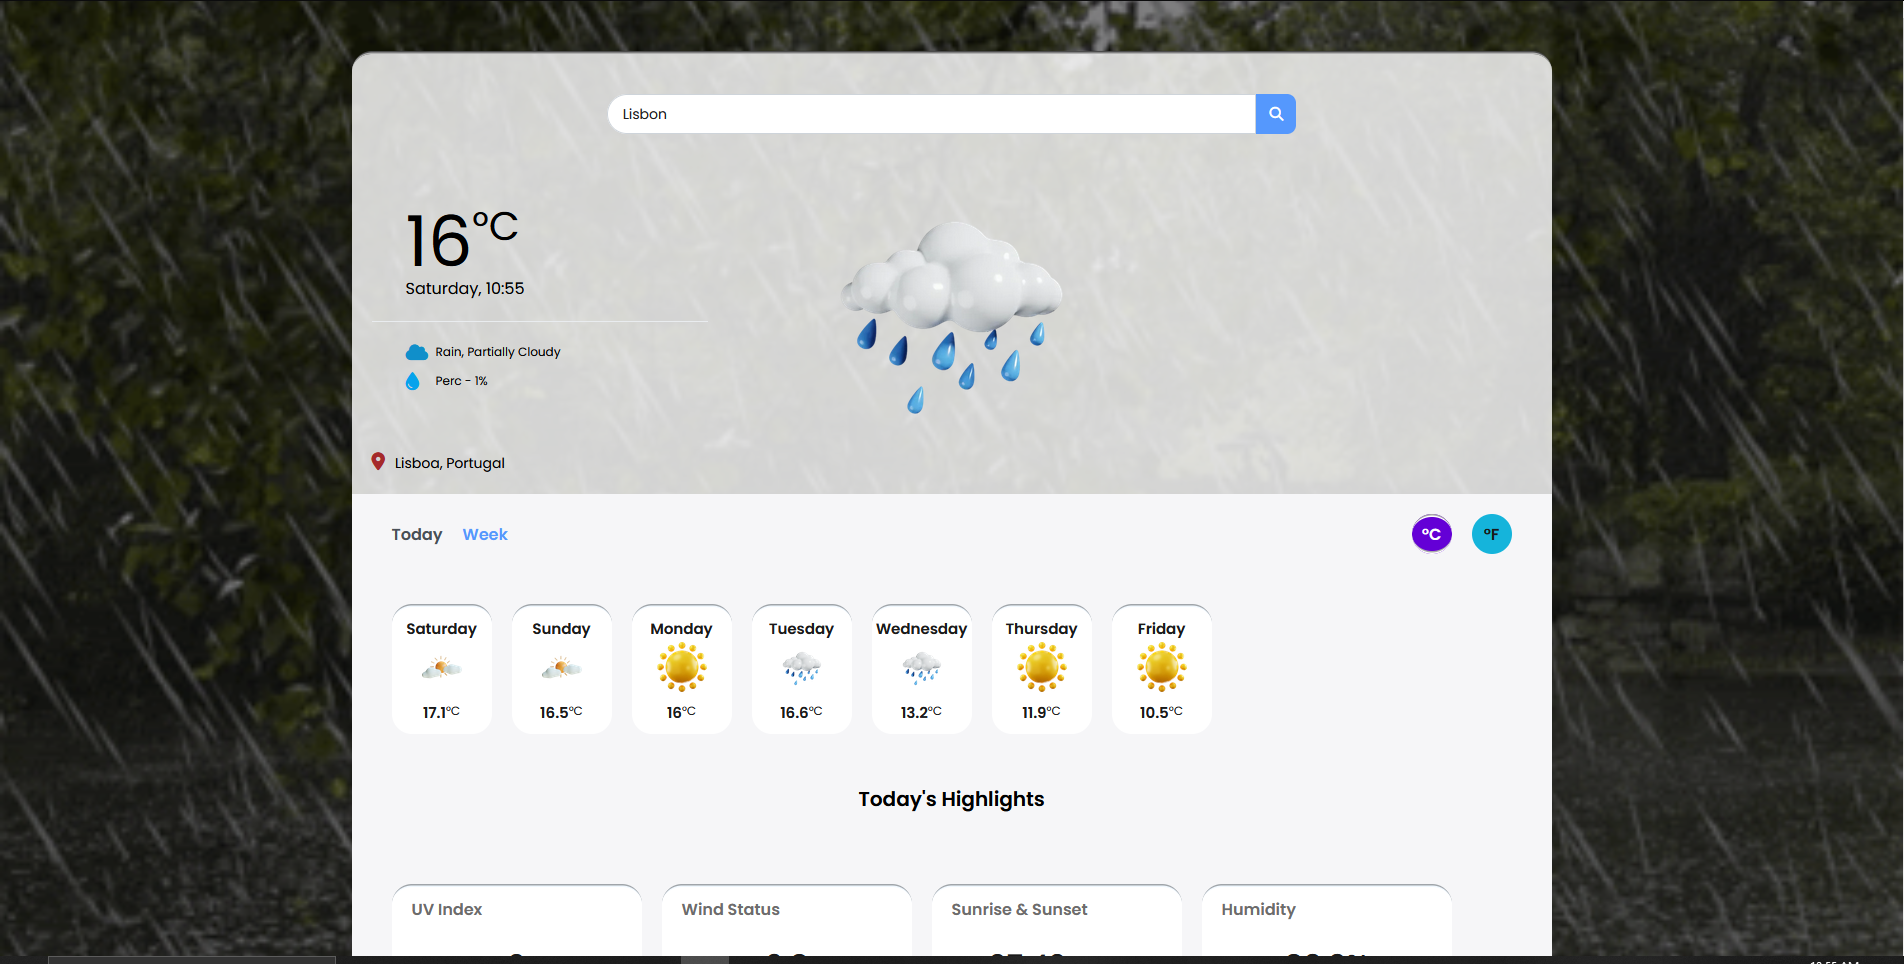 Lisbon
16°C
Saturday, 10:55
Rain, Partially Cloudy
Perc - 1%
Lisboa, Portugal
Today Week
°C °F
Saturday Sunday Monday Tuesday Wednesday Thursday Friday
17.1°C 16.5°C 16°C 16.6°C 13.2°C 11.9°C 10.5°C
Today's Highlights
UV Index Wind Status Sunrise & Sunset Humidity